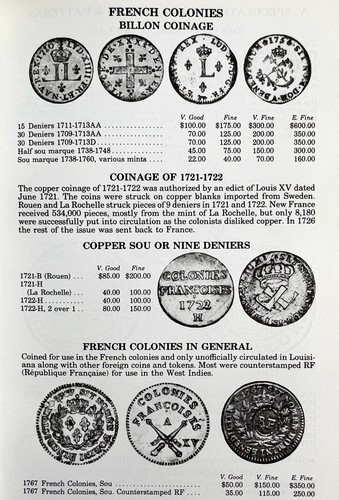 FRENCH COLONIES
BILLON COINAGE
V. Good Fine V. Fine E. Fine
15 Deniers 1711-1713AA .................. $100.00 $175.00 $300.00 $600.00
30 Deniers 1709-1713AA .................. 70.00 125.00 200.00 350.00
30 Deniers 1709-1713D .................. 70.00 125.00 200.00 350.00
Half sou marque 1738-1748 .............. 45.00 75.00 150.00 300.00
Sou marque 1738-1760, various mints .... 22.00 40.00 70.00 160.00
COINAGE OF 1721-1722
The copper coinage of 1721-1722 was authorized by an edict of Louis XV dated
June 1721. The coins were struck on copper blanks imported from Sweden.
Rouen and La Rochelle struck pieces of 9 deniers in 1721 and 1722. New France
received 534,000 pieces, mostly from the mint of La Rochelle, but only 8,180
were successfully put into circulation as the colonists disliked copper. In 1726
the rest of the issue was sent back to France.
COPPER SOU OR NINE DENIERS
V. Good Fine
1721-B (Rouen) ... $85.00 $200.00
1721-H
(La Rochelle) ... 40.00 100.00
1722-H .......... 40.00 100.00
1722-H, 2 over 1 .. 80.00 150.00
COLONIES
FRANÇOISES
1722
H
FRENCH COLONIES IN GENERAL
Coined for use in the French colonies and only unofficially circulated in Louisi-
ana along with other foreign coins and tokens. Most were counterstamped RF
(République Française) for use in the West Indies.
COLONIES FRANÇOISES
A
V. Good V. Fine E. Fine
1767 French Colonies, Sou .................. $50.00 $150.00 $350.00
1767 French Colonies, Sou. Counterstamped RF .... 35.00 115.00 250.00